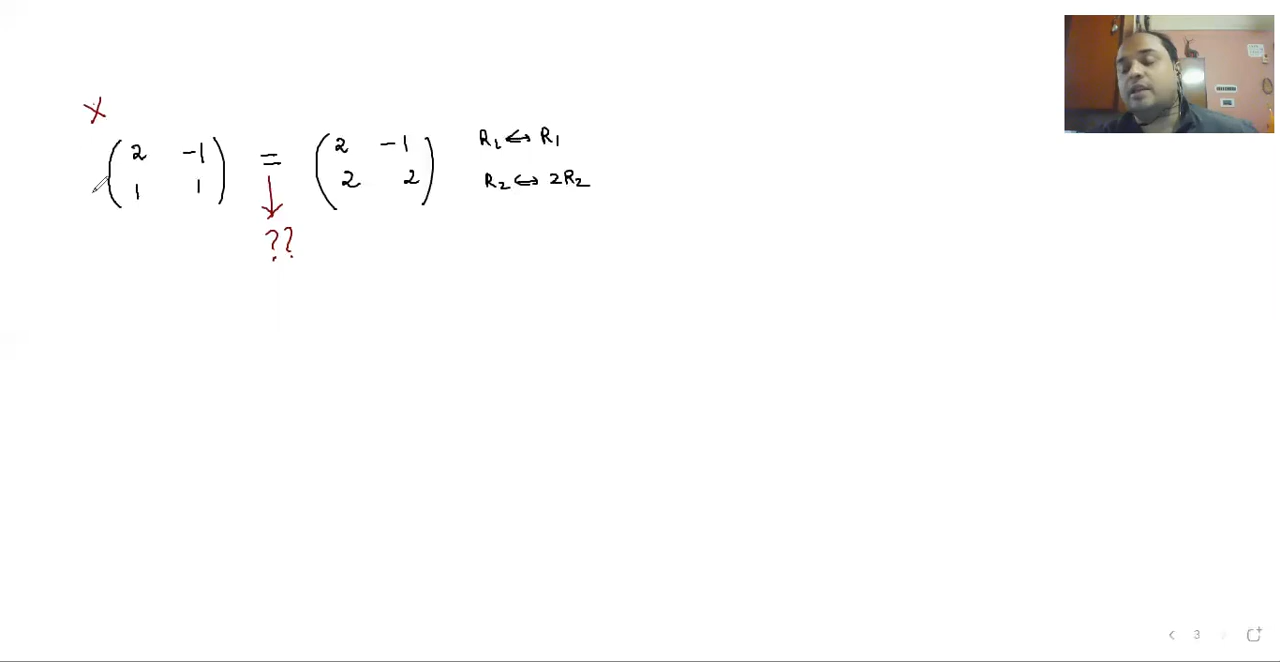 X
( 2 -1 ) = ( 2 -1 ) R₁ ↔ R₁
( 1 1 ) ( 2 2 ) R₂ ↔ 2R₂
↓
??
3